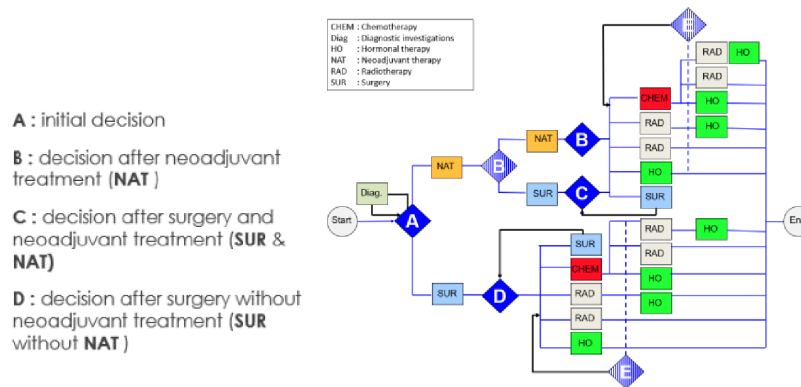 CHEM : Chemotherapy
Diag : Diagnostic investigations
HO : Hormonal therapy
NAT : Neoadjuvant therapy
RAD : Radiotherapy
SUR : Surgery
A : initial decision
B : decision after neoadjuvant
treatment (NAT )
C : decision after surgery and
neoadjuvant treatment (SUR &
NAT)
D : decision after surgery without
neoadjuvant treatment (SUR
without NAT )
Start
Diag.
A
NAT
B
NAT
B
SUR
C
E
RAD HO
RAD
CHEM
HO
RAD
HO
RAD
HO
SUR
SUR
D
SUR
CHEM
RAD
RAD
HO
RAD
HO
RAD
HO
HO
E
En